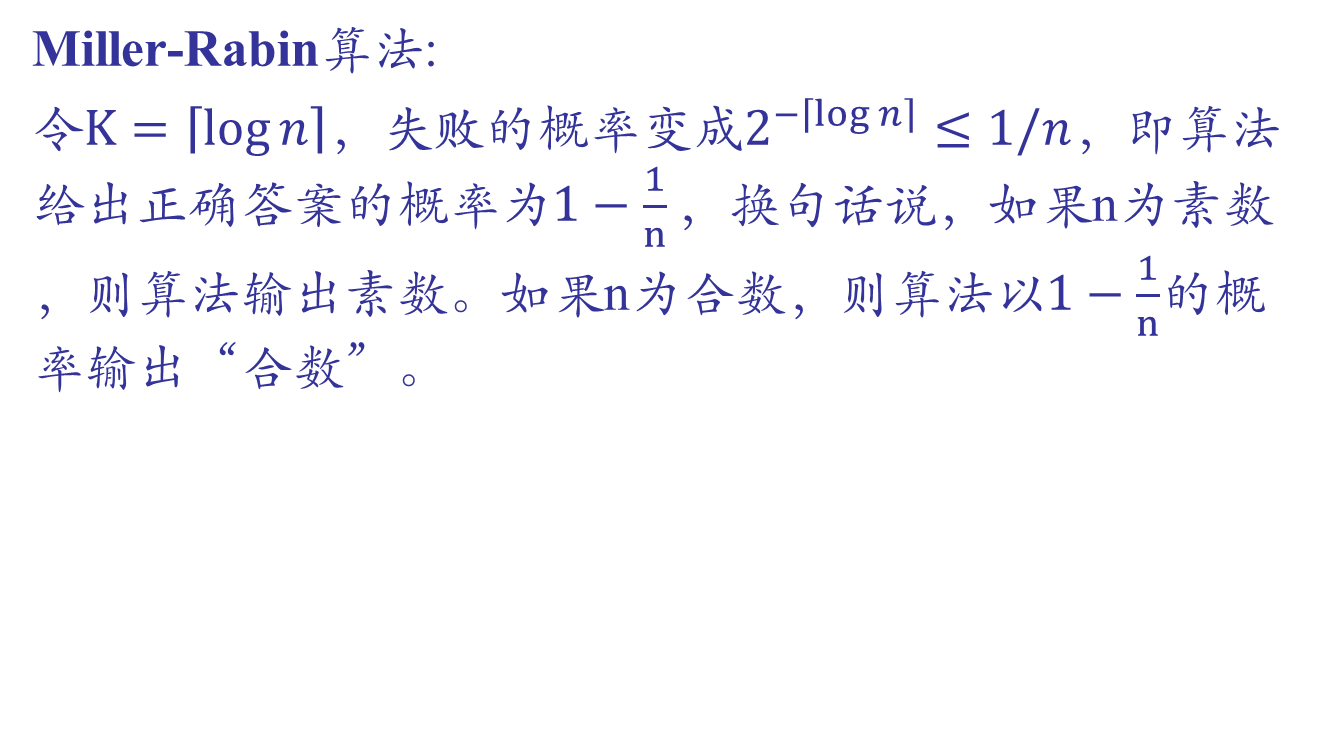 Miller-Rabin算法:
令K = ⌈log n⌉，失败的概率变成2^{-⌈log n⌉} ≤ 1/n，即算法
给出正确答案的概率为1 − \frac{1}{n}，换句话说，如果n为素数
，则算法输出素数。如果n为合数，则算法以1 − \frac{1}{n}的概
率输出“合数”。